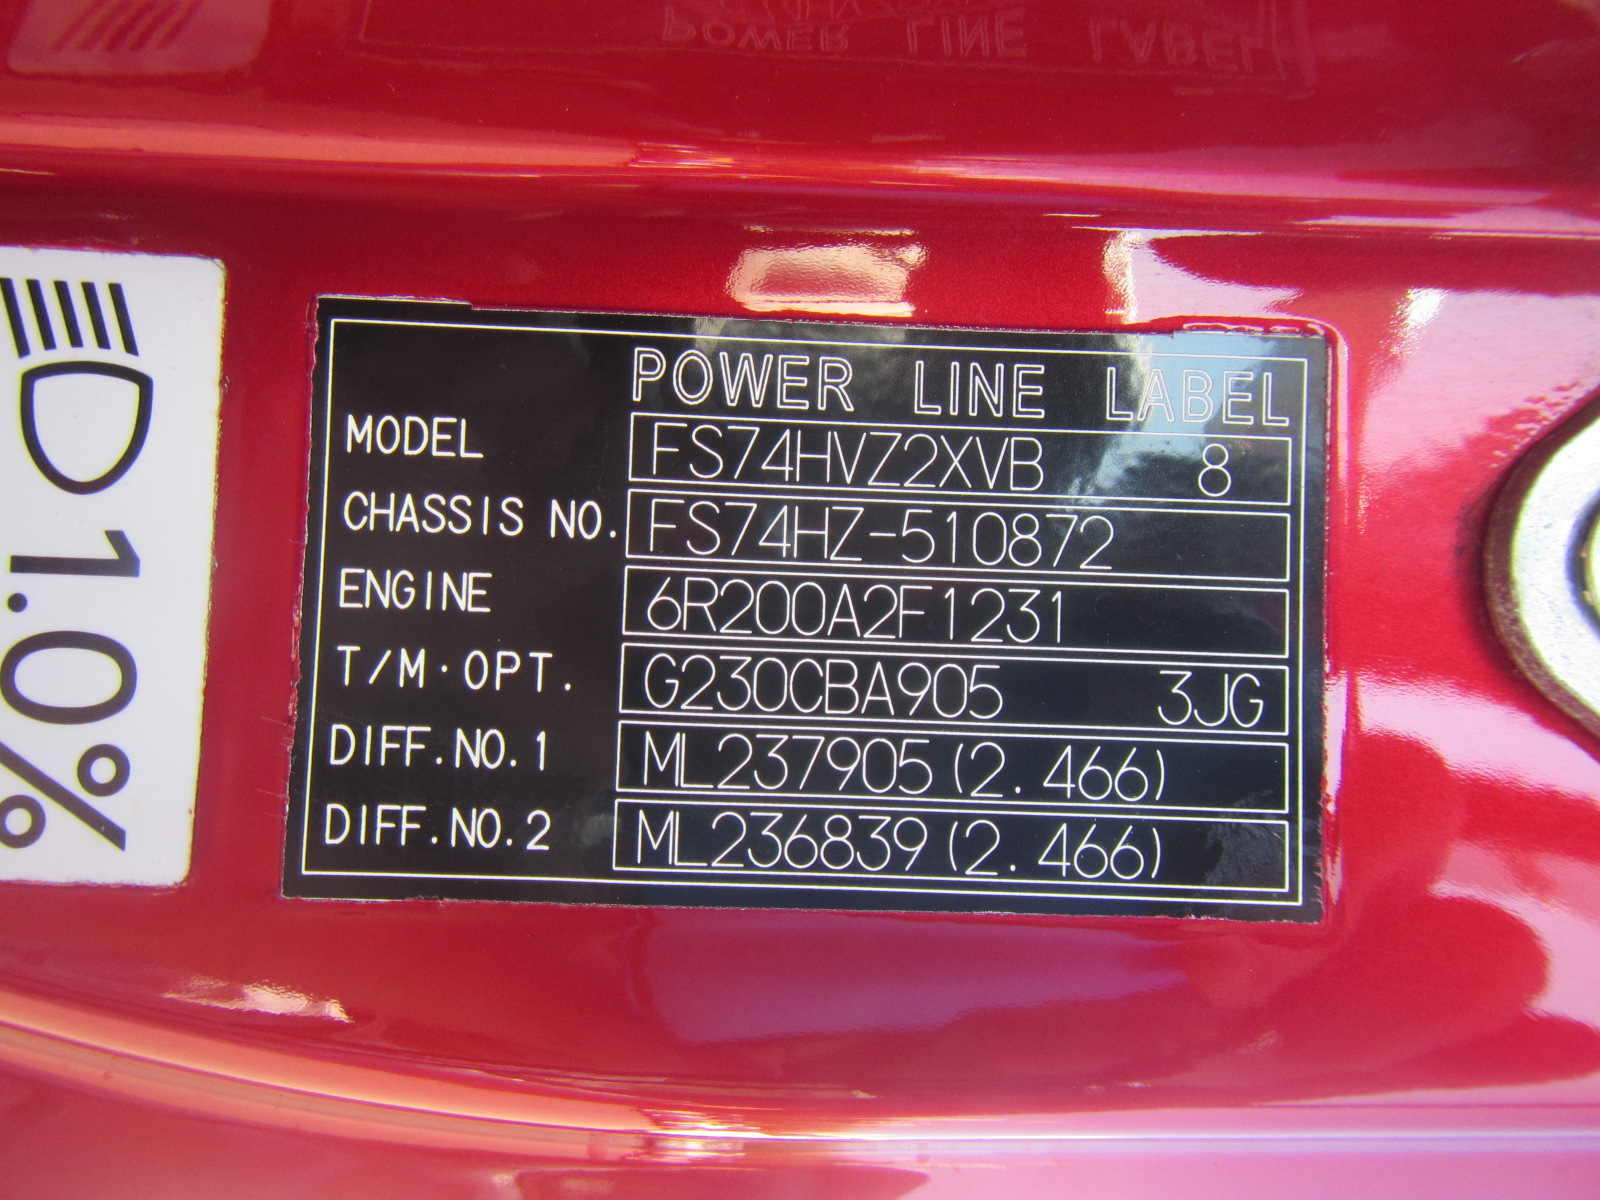 POWER LINE LABEL
MODEL FS74HVZ2XVB 8
CHASSIS NO. FS74HZ-510872
ENGINE 6R200A2F1231
T/M·OPT. G230CBA905 3JG
DIFF.NO.1 ML237905(2.466)
DIFF.NO.2 ML236839(2.466)
1.0%